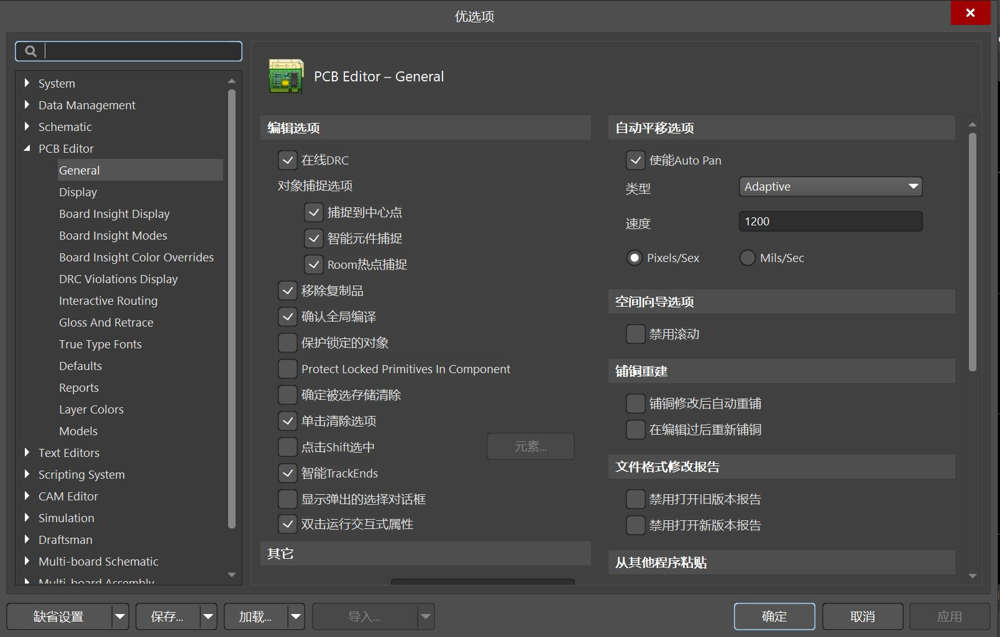 优选项
System
Data Management
Schematic
PCB Editor
General
Display
Board Insight Display
Board Insight Modes
Board Insight Color Overrides
DRC Violations Display
Interactive Routing
Gloss And Retrace
True Type Fonts
Defaults
Reports
Layer Colors
Models
Text Editors
Scripting System
CAM Editor
Simulation
Draftsman
Multi-board Schematic
Multi-board Assembly
PCB Editor – General
编辑选项
在线DRC
对象捕捉选项
捕捉到中心点
智能元件捕捉
Room热点捕捉
移除复制品
确认全局编译
保护锁定的对象
Protect Locked Primitives In Component
确定被选存储清除
单击清除选项
点击Shift选中
元素...
智能TrackEnds
显示弹出的选择对话框
双击运行交互式属性
其它
自动平移选项
使能Auto Pan
类型
Adaptive
速度
1200
Pixels/Sex
Mils/Sec
空间向导选项
禁用滚动
铺铜重建
铺铜修改后自动重铺
在编辑过后重新铺铜
文件格式修改报告
禁用打开旧版本报告
禁用打开新版本报告
从其他程序粘贴
缺省设置
保存...
加载...
导入...
确定
取消
应用